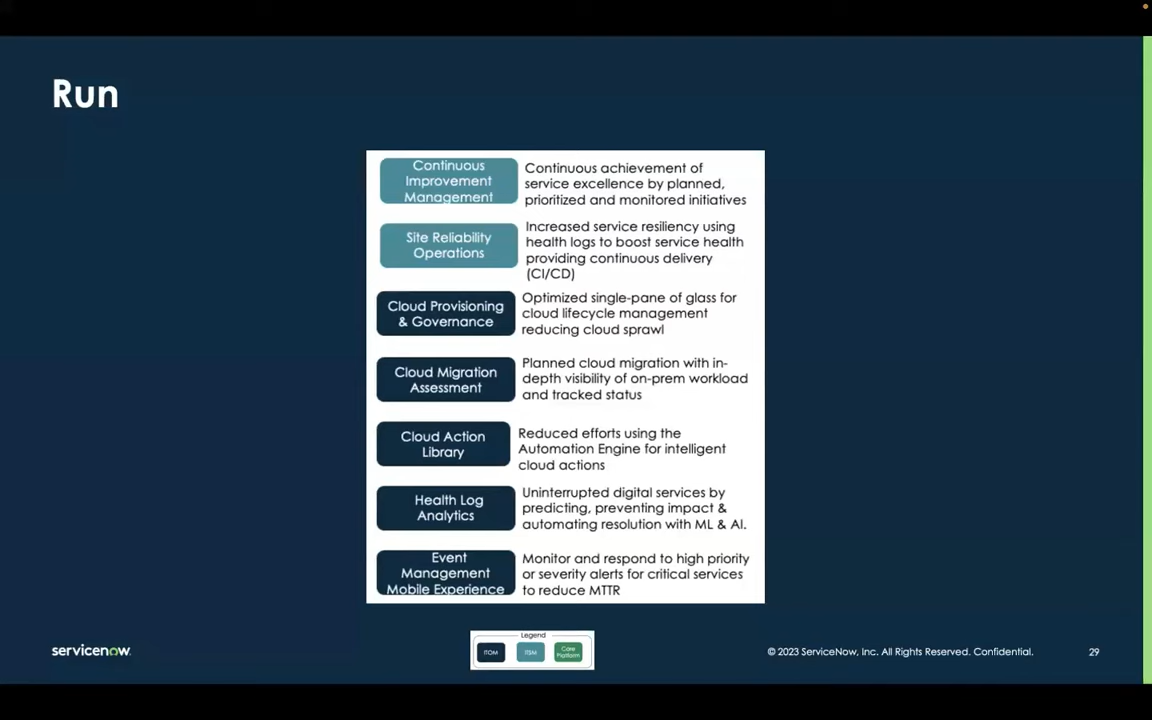 Run
Continuous
Improvement
Management
Continuous achievement of
service excellence by planned,
prioritized and monitored initiatives
Site Reliability
Operations
Increased service resiliency using
health logs to boost service health
providing continuous delivery
(CI/CD)
Cloud Provisioning
& Governance
Optimized single-pane of glass for
cloud lifecycle management
reducing cloud sprawl
Cloud Migration
Assessment
Planned cloud migration with in-
depth visibility of on-prem workload
and tracked status
Cloud Action
Library
Reduced efforts using the
Automation Engine for intelligent
cloud actions
Health Log
Analytics
Uninterrupted digital services by
predicting, preventing impact &
automating resolution with ML & AI.
Event
Management
Mobile Experience
Monitor and respond to high priority
or severity alerts for critical services
to reduce MTTR
servicenow
Legend
ITOM
ITSM
Core
Platform
© 2023 ServiceNow, Inc. All Rights Reserved. Confidential.
29